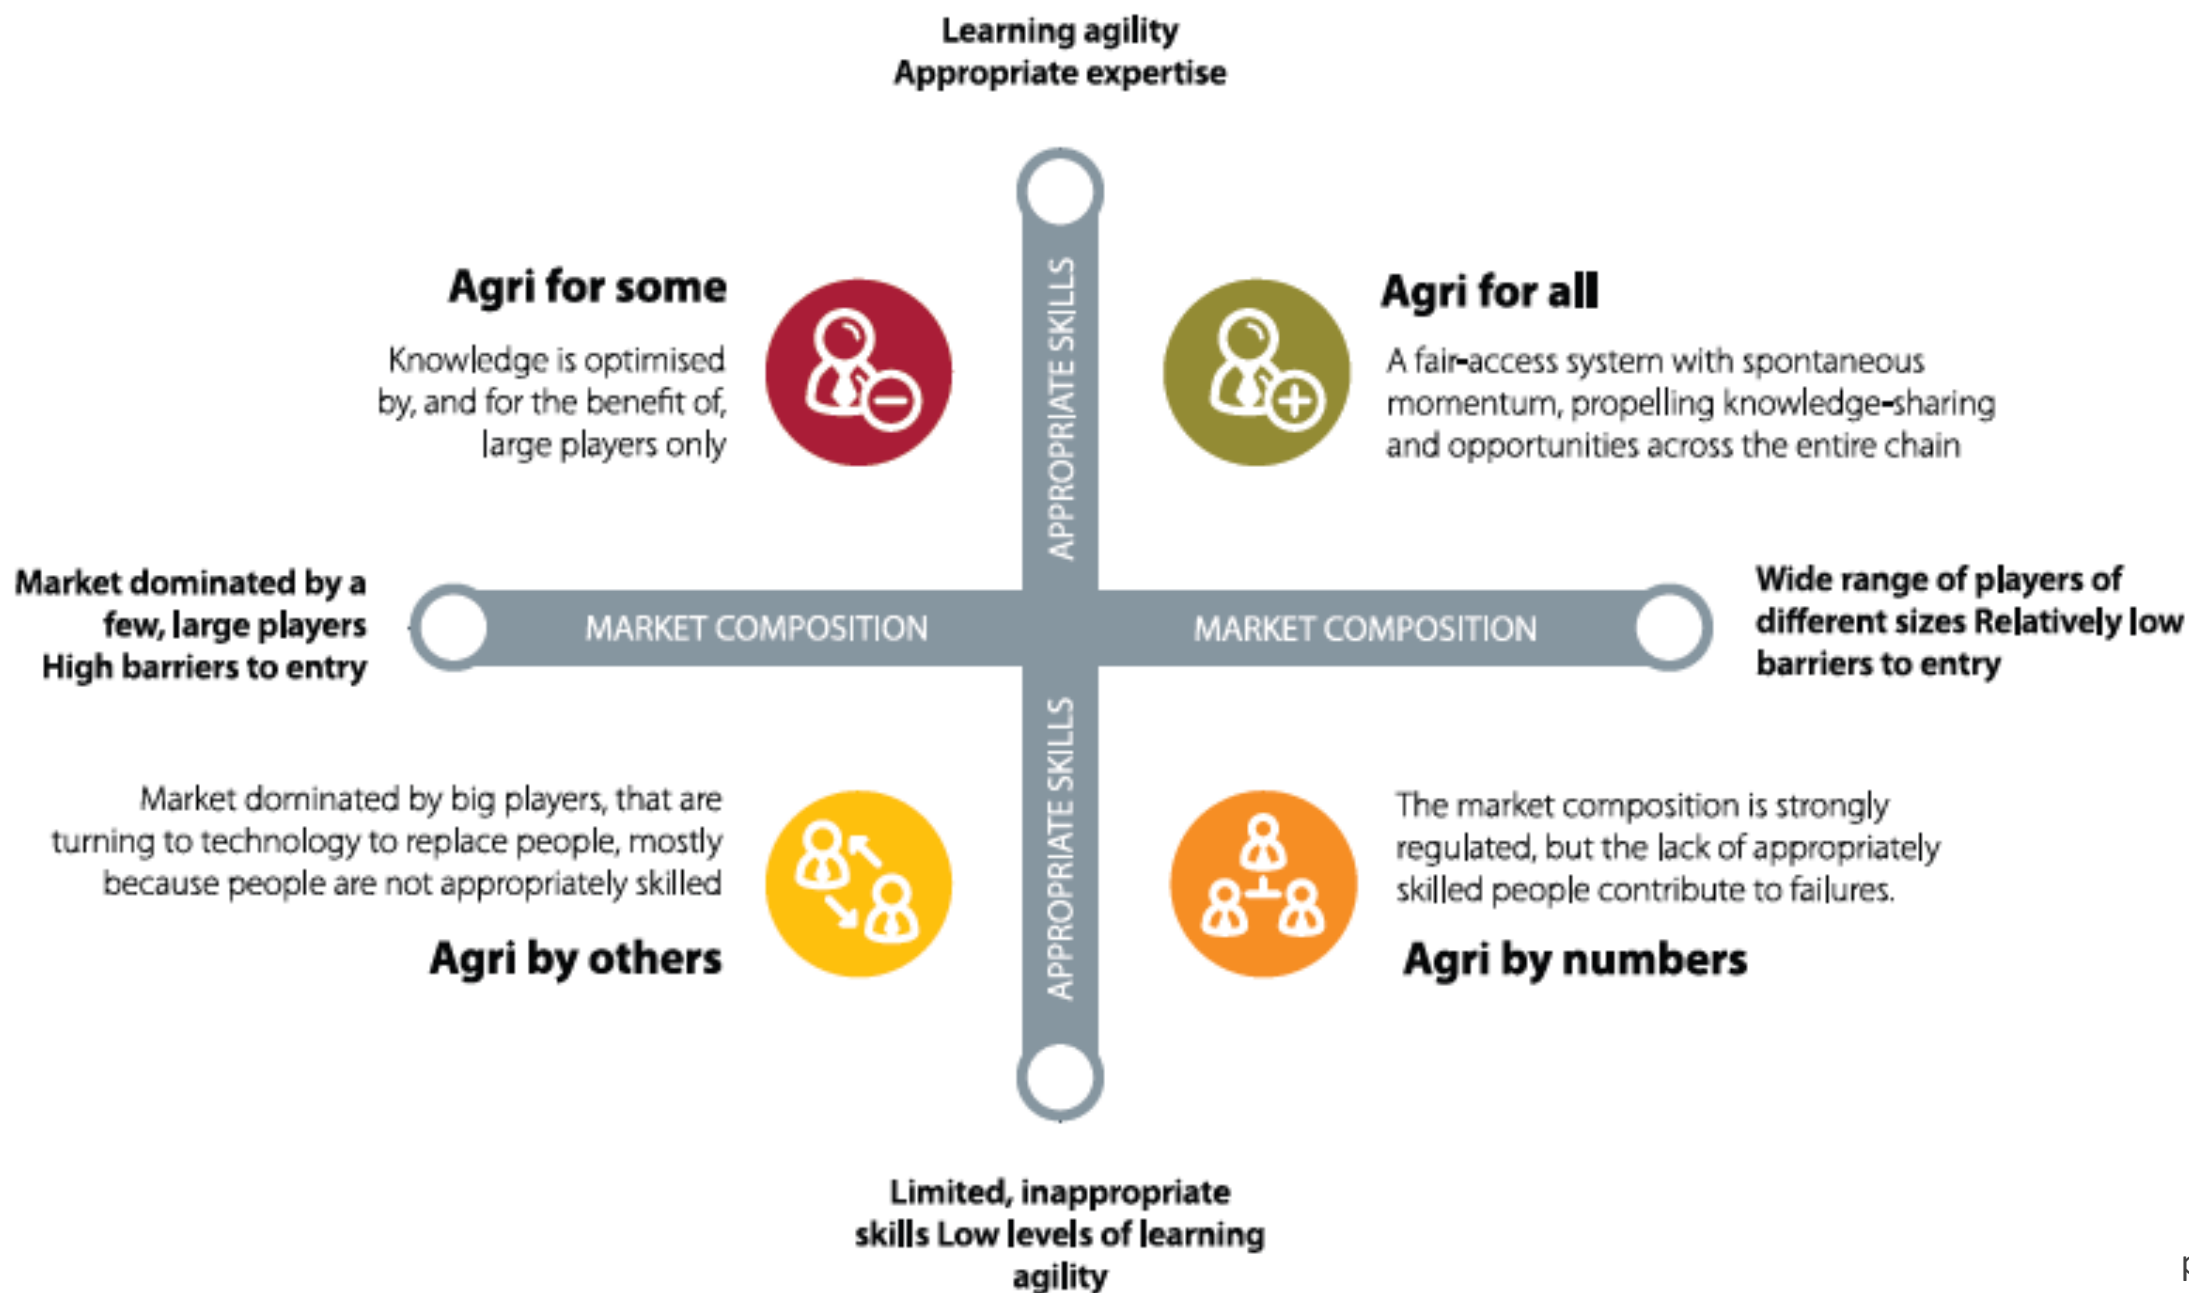 Learning agility
Appropriate expertise
APPROPRIATE SKILLS
Agri for some
Knowledge is optimised
by, and for the benefit of,
large players only
Agri for all
A fair-access system with spontaneous
momentum, propelling knowledge-sharing
and opportunities across the entire chain
Market dominated by a
few, large players
High barriers to entry
MARKET COMPOSITION
MARKET COMPOSITION
Wide range of players of
different sizes Relatively low
barriers to entry
Market dominated by big players, that are
turning to technology to replace people, mostly
because people are not appropriately skilled
Agri by others
APPROPRIATE SKILLS
The market composition is strongly
regulated, but the lack of appropriately
skilled people contribute to failures.
Agri by numbers
Limited, inappropriate
skills Low levels of learning
agility